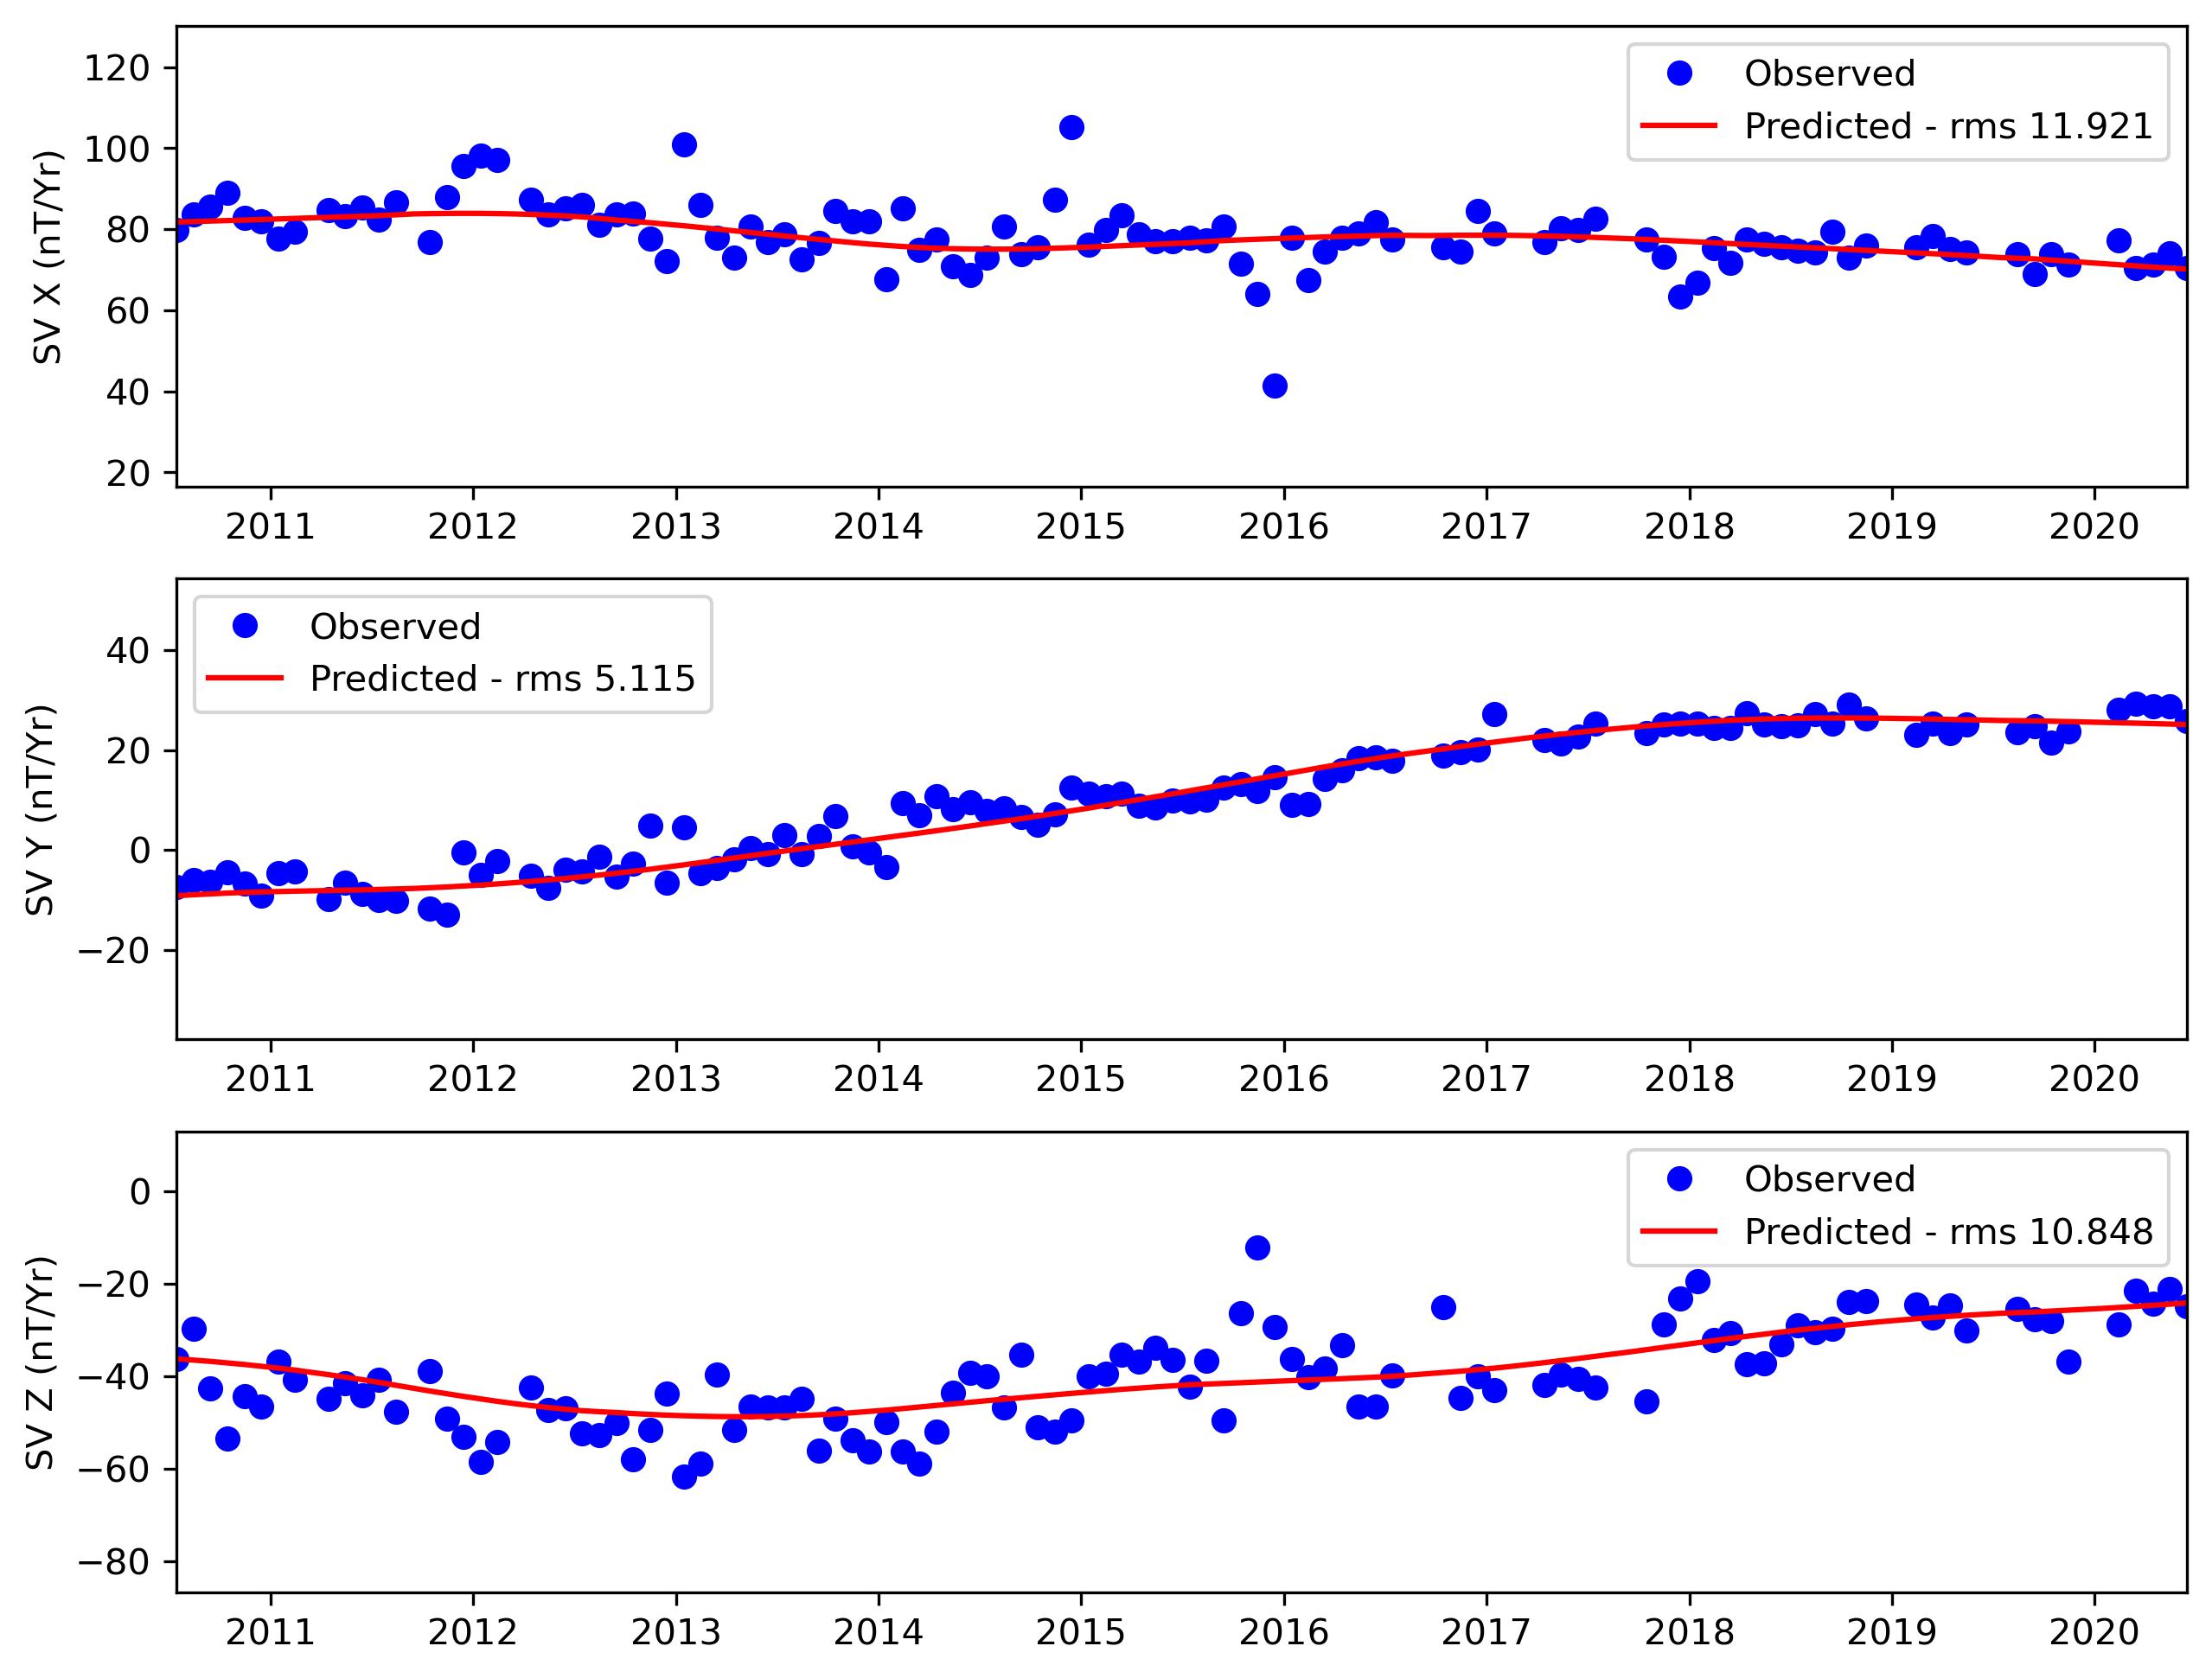 120
100
80
60
40
20
SV X (nT/Yr)
Observed
Predicted - rms 11.921
2011 2012 2013 2014 2015 2016 2017 2018 2019 2020
40
20
0
−20
SV Y (nT/Yr)
Observed
Predicted - rms 5.115
2011 2012 2013 2014 2015 2016 2017 2018 2019 2020
0
−20
−40
−60
−80
SV Z (nT/Yr)
Observed
Predicted - rms 10.848
2011 2012 2013 2014 2015 2016 2017 2018 2019 2020